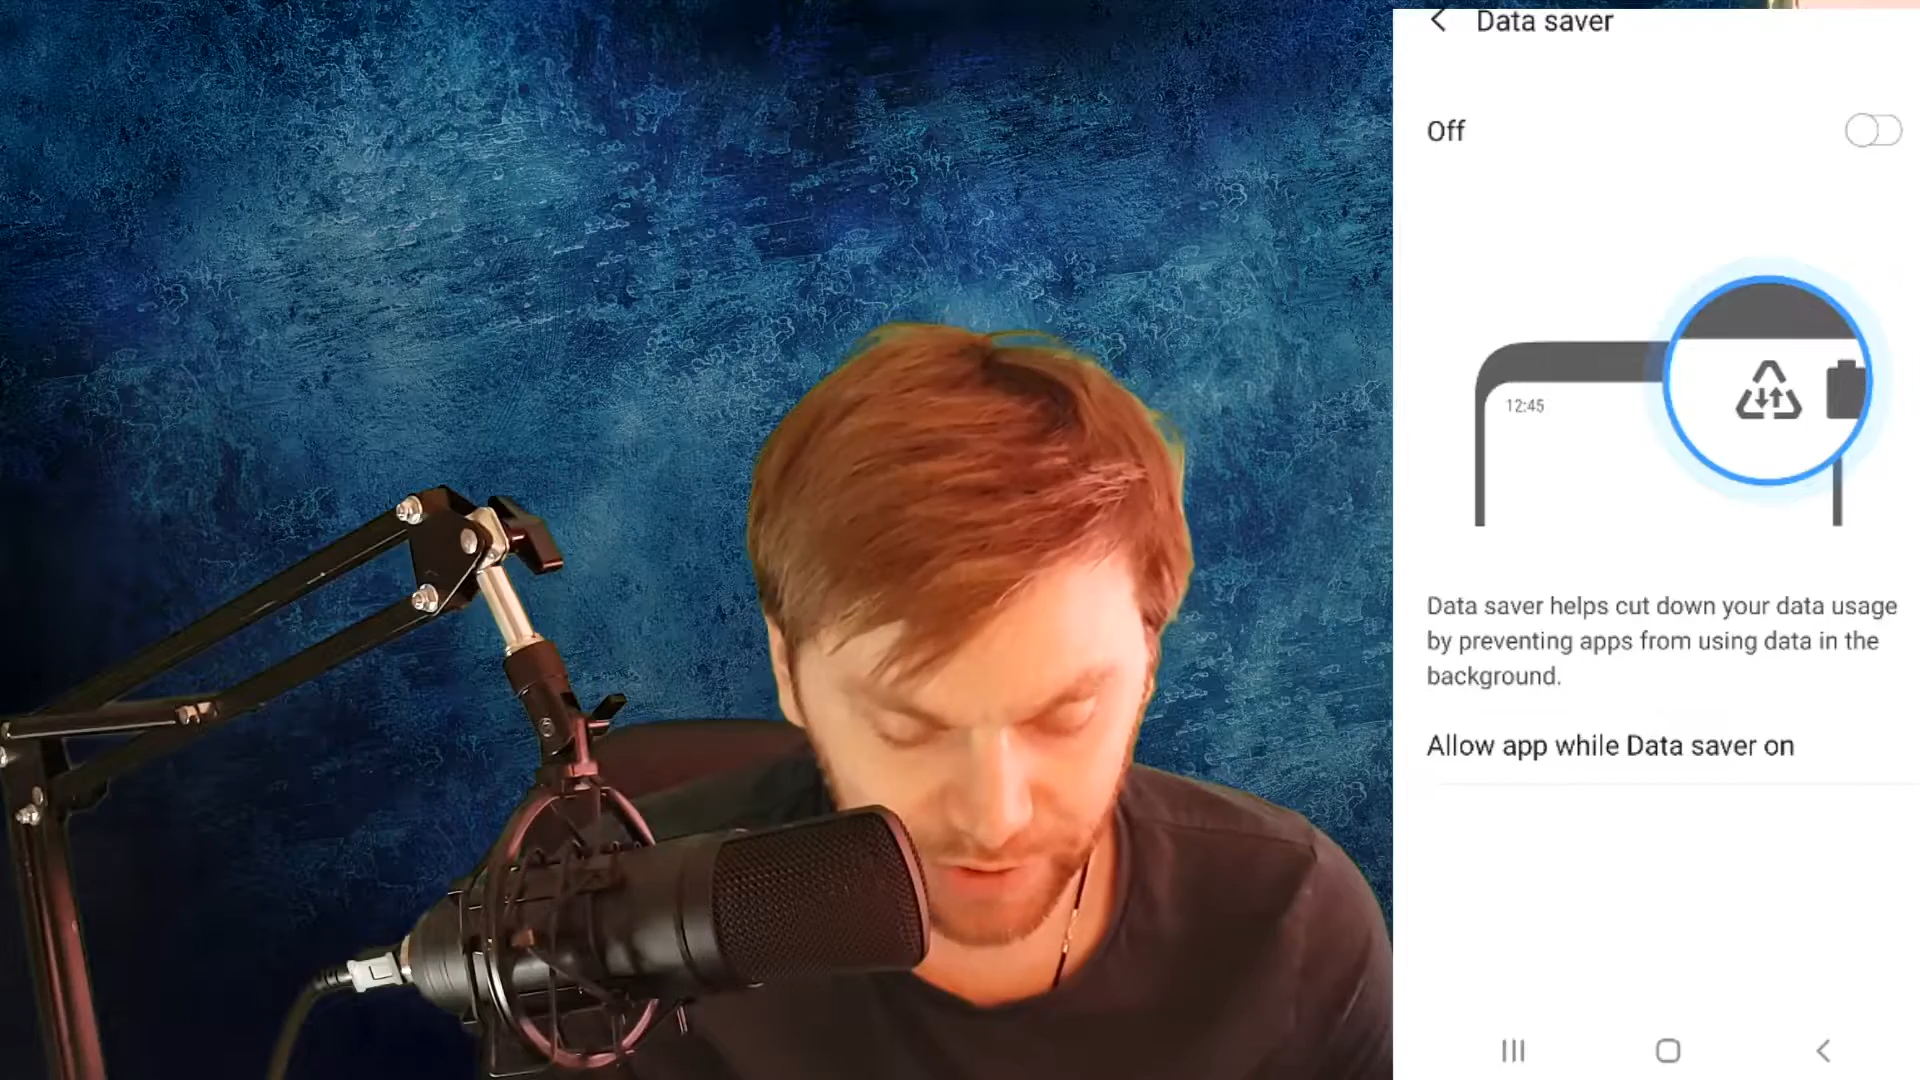 Data saver
Off
12:45
Data saver helps cut down your data usage
by preventing apps from using data in the
background.
Allow app while Data saver on